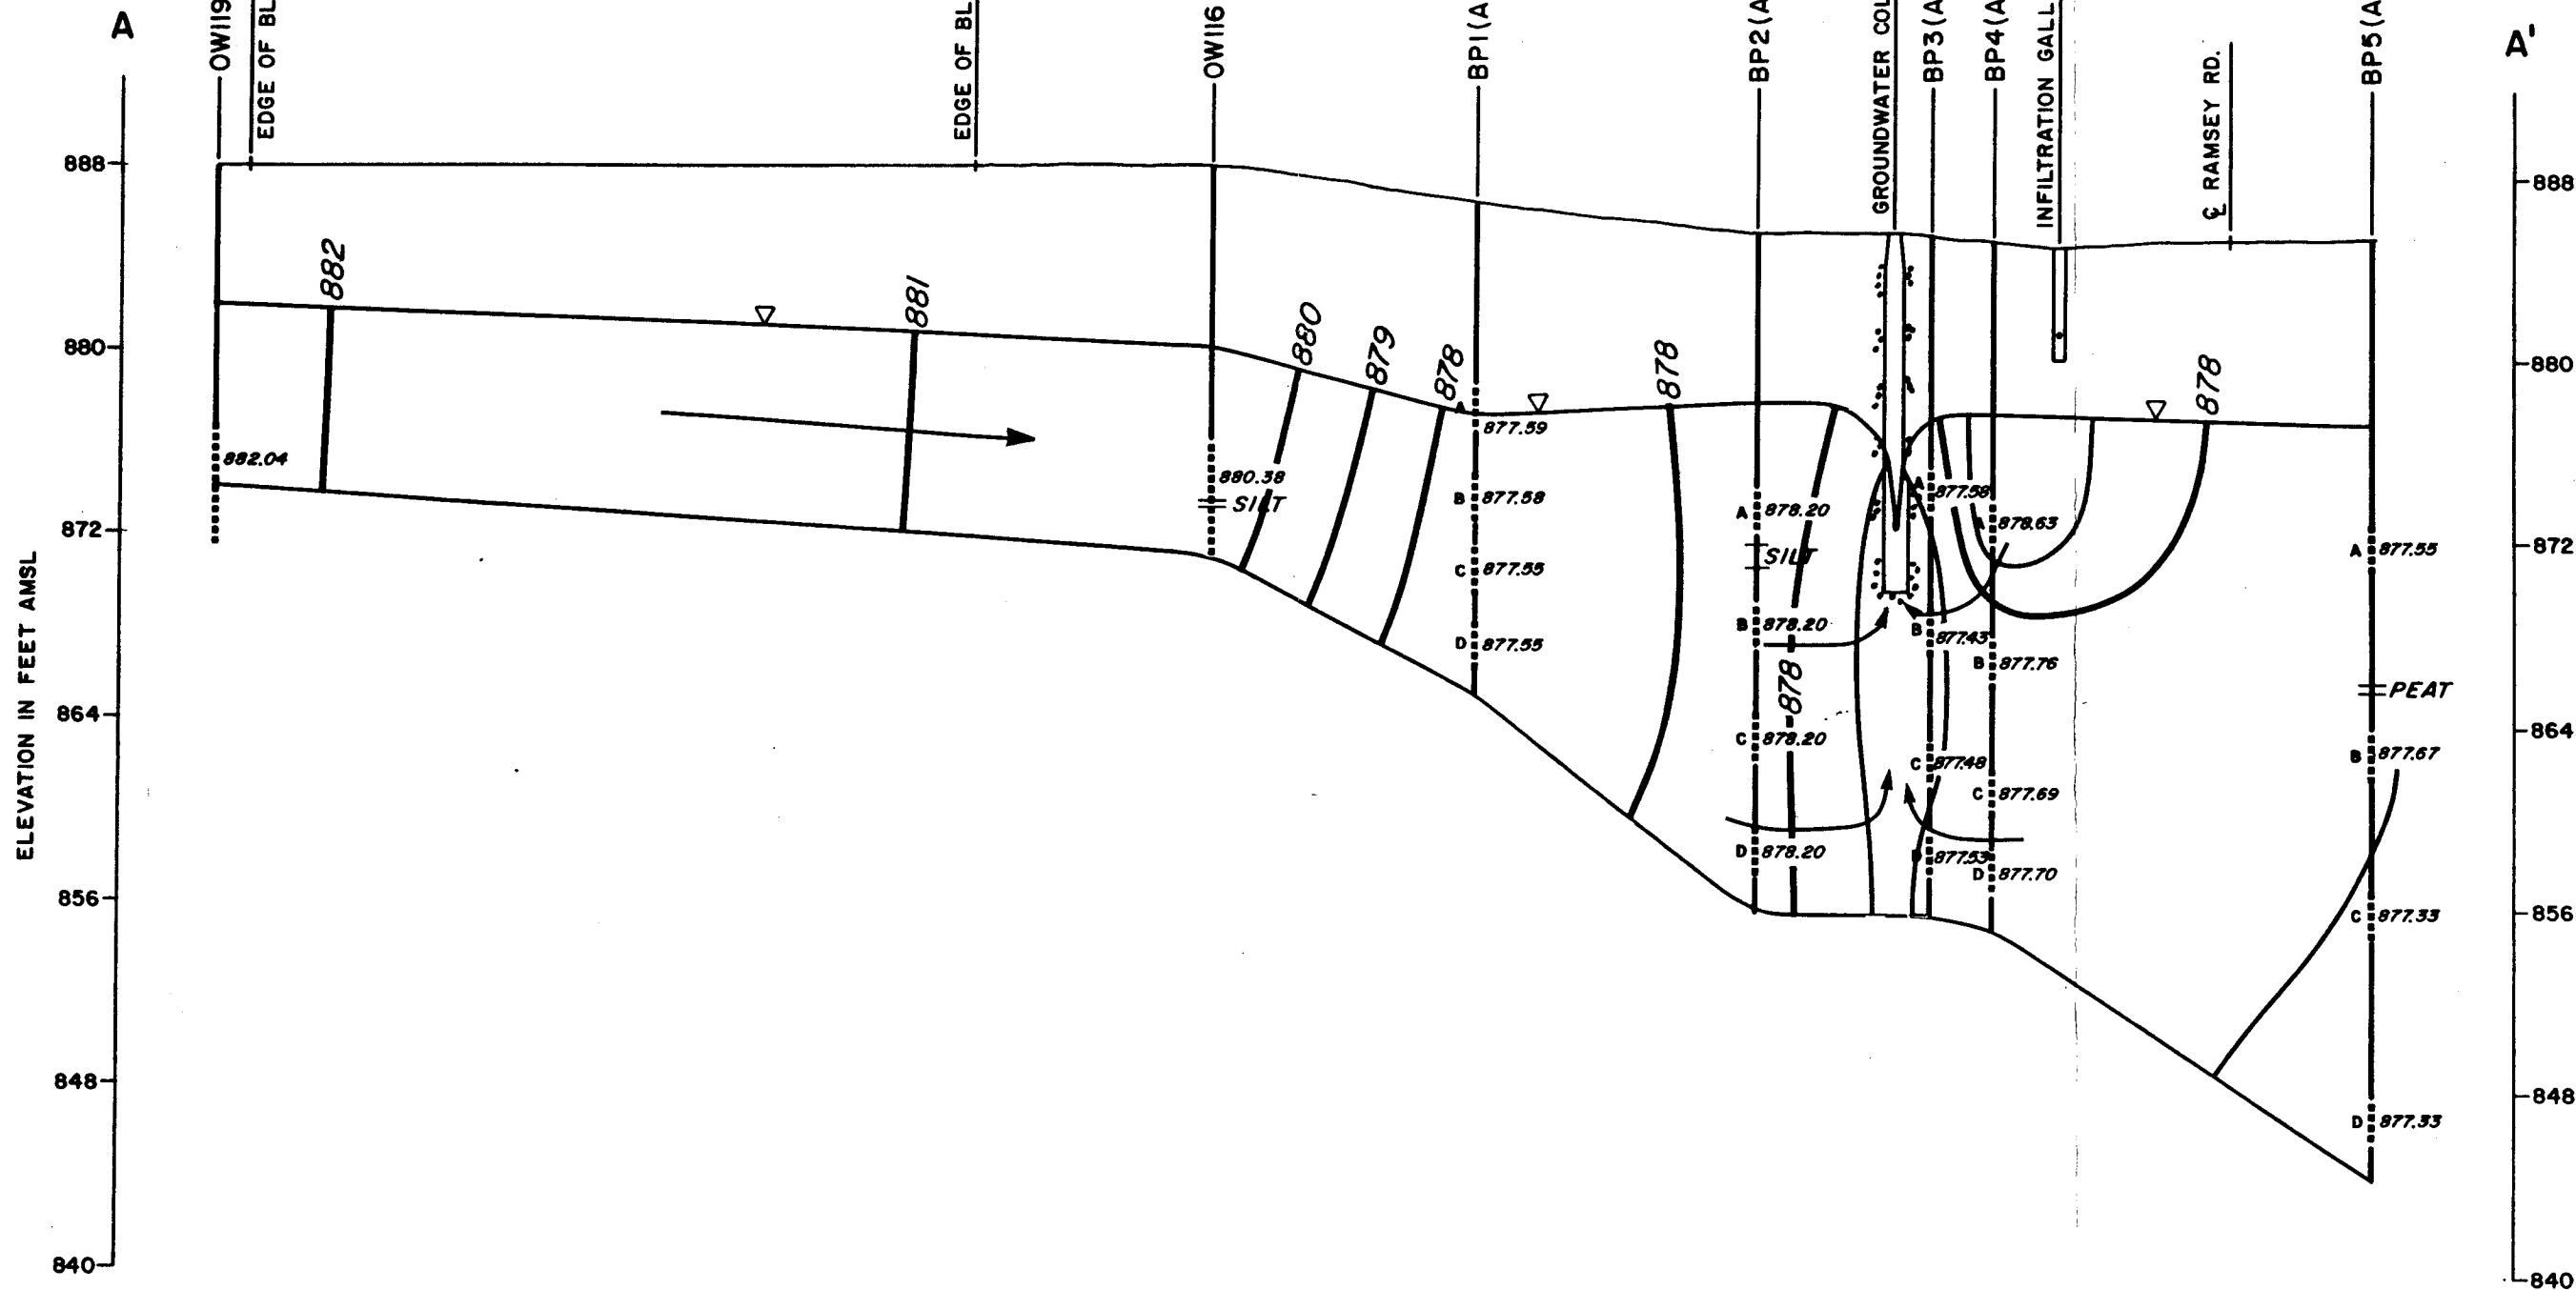 A
OW119
EDGE OF BL
EDGE OF BL
OW116
BP1(A
BP2(A
GROUNDWATER COL
BP3(A
BP4(A
INFILTRATION GALL
℄ RAMSEY RD.
BP5(A
A'
ELEVATION IN FEET AMSL
888
880
872
864
856
848
840
882
881
880
879
878
878
878
878
882.04
880.38
SILT
A
877.59
B 877.58
C 877.55
D 877.55
A 878.20
SILT
B 878.20
C 878.20
D 878.20
A
877.58
B
877.43
C 877.48
D 877.53
A 878.63
B 877.76
C 877.69
D 877.70
A 877.55
PEAT
B 877.67
C 877.33
D 877.33
888
880
872
864
856
848
840